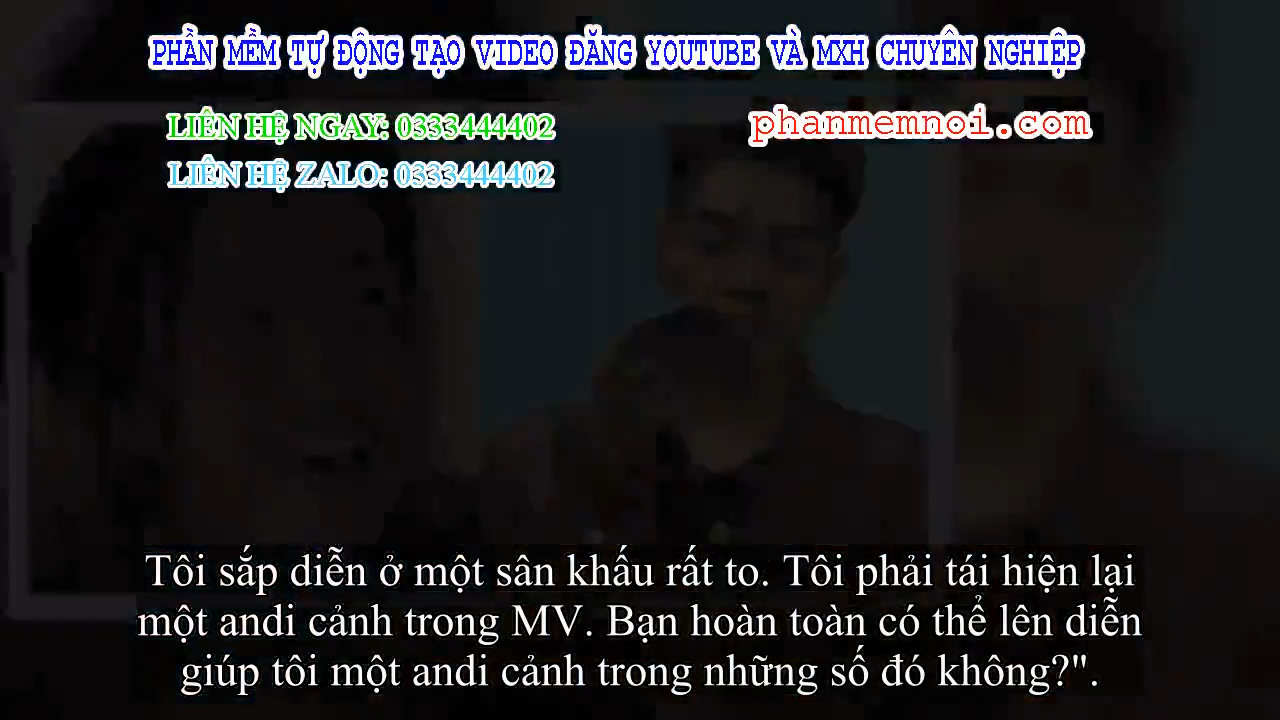 PHẦN MỀM TỰ ĐỘNG TẠO VIDEO ĐĂNG YOUTUBE VÀ MXH CHUYÊN NGHIỆP
LIÊN HỆ NGAY: 0333444402
phanmemnoi.com
LIÊN HỆ ZALO: 0333444402
Tôi sắp diễn ở một sân khấu rất to. Tôi phải tái hiện lại
một andi cảnh trong MV. Bạn hoàn toàn có thể lên diễn
giúp tôi một andi cảnh trong những số đó không?".